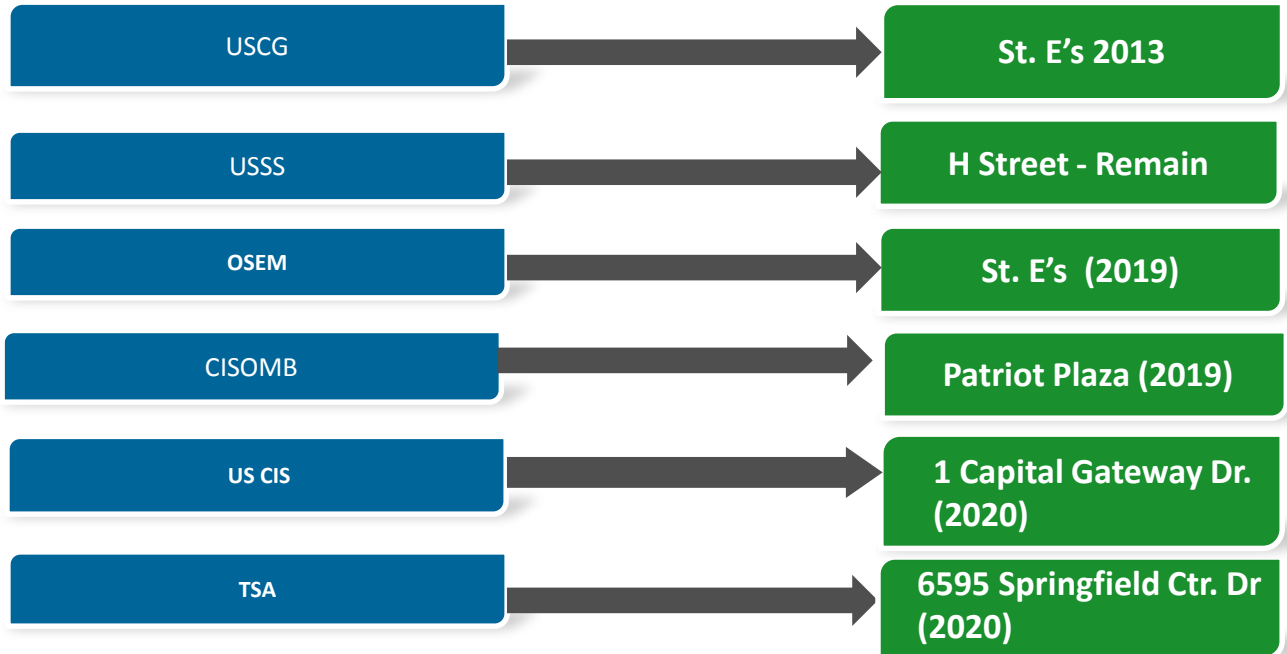 USCG
St. E’s 2013
USSS
H Street - Remain
OSEM
St. E’s  (2019)
CISOMB
Patriot Plaza (2019)
US CIS
1 Capital Gateway Dr.
(2020)
TSA
6595 Springfield Ctr. Dr
(2020)